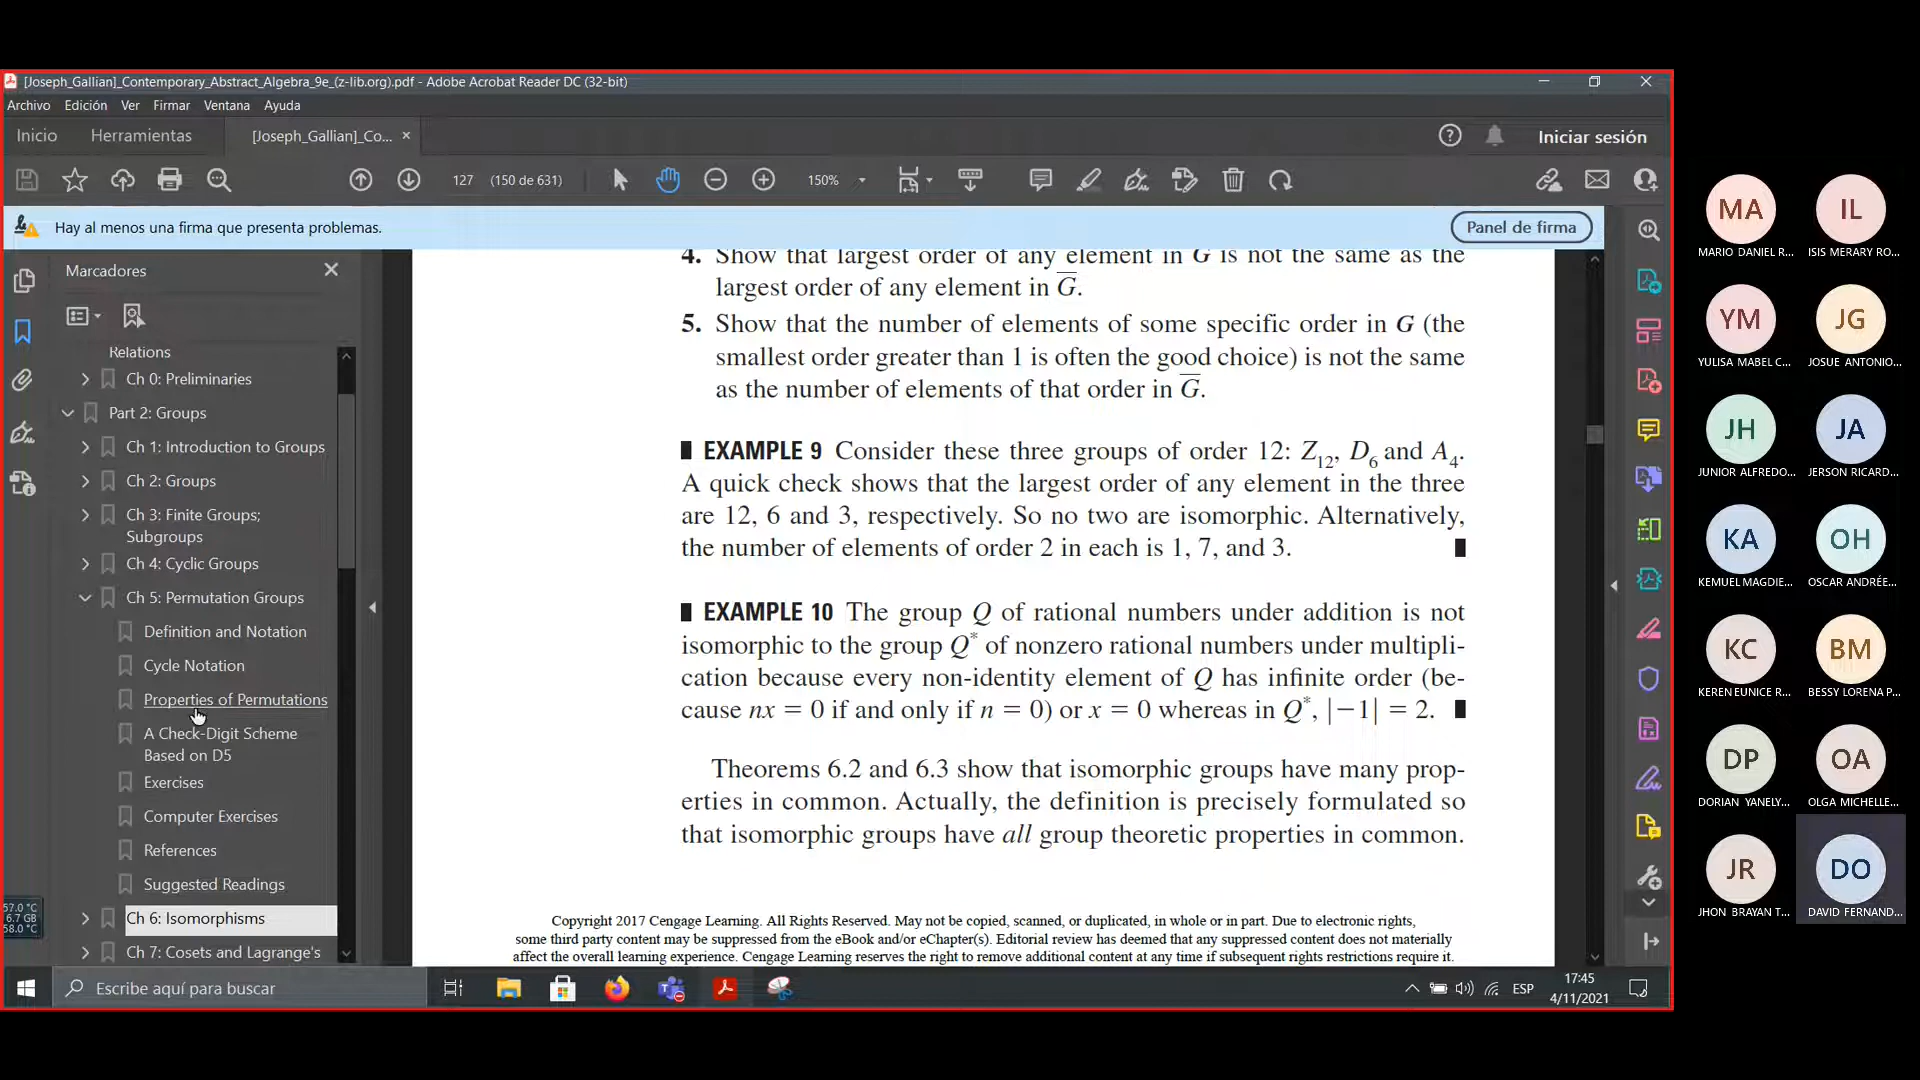 [Joseph_Gallian]_Contemporary_Abstract_Algebra_9e_(z-lib.org).pdf - Adobe Acrobat Reader DC (32-bit)
Archivo Edición Ver Firmar Ventana Ayuda
Inicio Herramientas [Joseph_Gallian]_Co... × Iniciar sesión
127 (150 de 631) 150%
Hay al menos una firma que presenta problemas. Panel de firma
Marcadores
Relations
Ch 0: Preliminaries
Part 2: Groups
Ch 1: Introduction to Groups
Ch 2: Groups
Ch 3: Finite Groups;
Subgroups
Ch 4: Cyclic Groups
Ch 5: Permutation Groups
Definition and Notation
Cycle Notation
Properties of Permutations
A Check-Digit Scheme
Based on D5
Exercises
Computer Exercises
References
Suggested Readings
Ch 6: Isomorphisms
Ch 7: Cosets and Lagrange's
57.0 °C
6.7 GB
58.0 °C
4. Show that largest order of any element in G is not the same as the
largest order of any element in G̅.
5. Show that the number of elements of some specific order in G (the
smallest order greater than 1 is often the good choice) is not the same
as the number of elements of that order in G̅.
EXAMPLE 9 Consider these three groups of order 12: Z₁₂, D₆ and A₄.
A quick check shows that the largest order of any element in the three
are 12, 6 and 3, respectively. So no two are isomorphic. Alternatively,
the number of elements of order 2 in each is 1, 7, and 3.
EXAMPLE 10 The group Q of rational numbers under addition is not
isomorphic to the group Q* of nonzero rational numbers under multipli-
cation because every non-identity element of Q has infinite order (be-
cause nx = 0 if and only if n = 0) or x = 0 whereas in Q*, |−1| = 2.
Theorems 6.2 and 6.3 show that isomorphic groups have many prop-
erties in common. Actually, the definition is precisely formulated so
that isomorphic groups have all group theoretic properties in common.
Copyright 2017 Cengage Learning. All Rights Reserved. May not be copied, scanned, or duplicated, in whole or in part. Due to electronic rights,
some third party content may be suppressed from the eBook and/or eChapter(s). Editorial review has deemed that any suppressed content does not materially
affect the overall learning experience. Cengage Learning reserves the right to remove additional content at any time if subsequent rights restrictions require it.
Escribe aquí para buscar
ESP
17:45
4/11/2021
MA IL
MARIO DANIEL R... ISIS MERARY RO...
YM JG
YULISA MABEL C... JOSUE ANTONIO...
JH JA
JUNIOR ALFREDO... JERSON RICARD...
KA OH
KEMUEL MAGDIE... OSCAR ANDRÉE...
KC BM
KEREN EUNICE R... BESSY LORENA P...
DP OA
DORIAN YANELY... OLGA MICHELLE...
JR DO
JHON BRAYAN T... DAVID FERNAND...